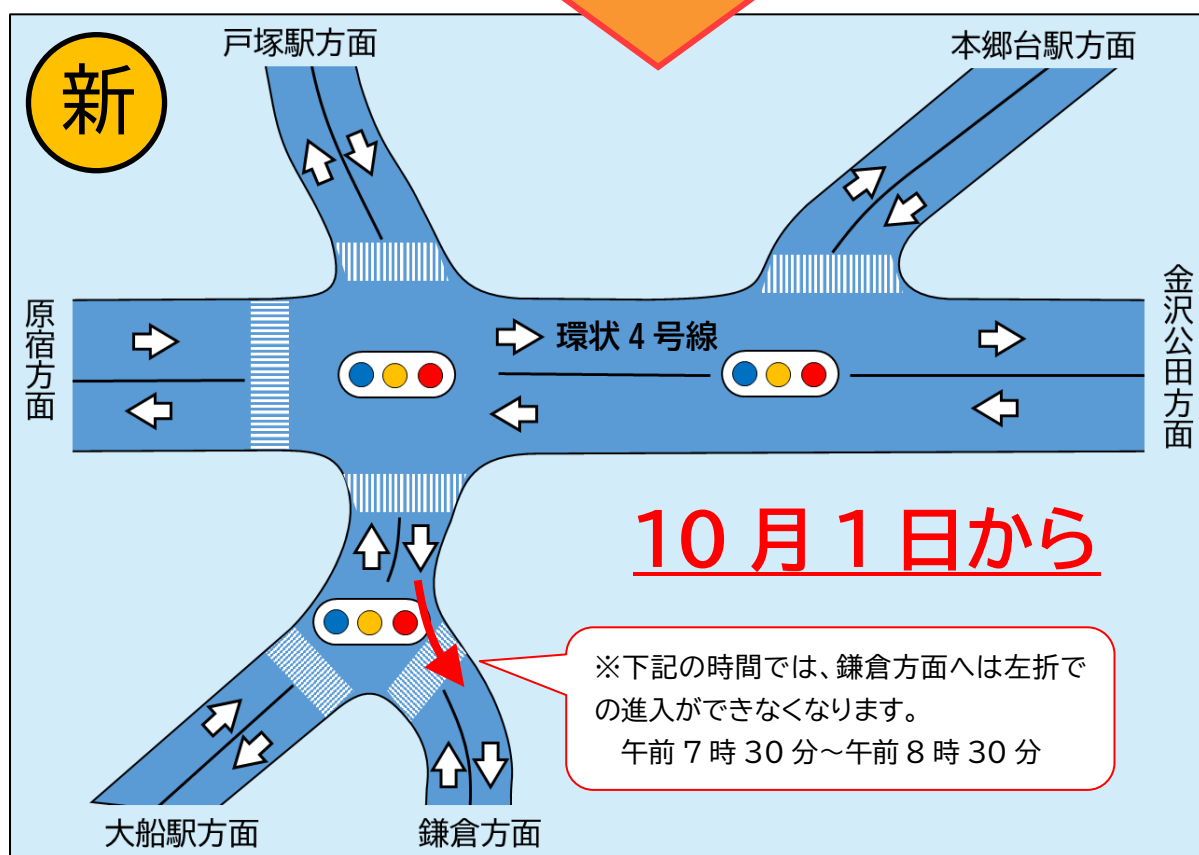 新
戸塚駅方面
本郷台駅方面
原宿方面
環状4号線
金沢公田方面
10月1日から
※下記の時間では、鎌倉方面へは左折で
の進入ができなくなります。
午前7時30分～午前8時30分
大船駅方面
鎌倉方面